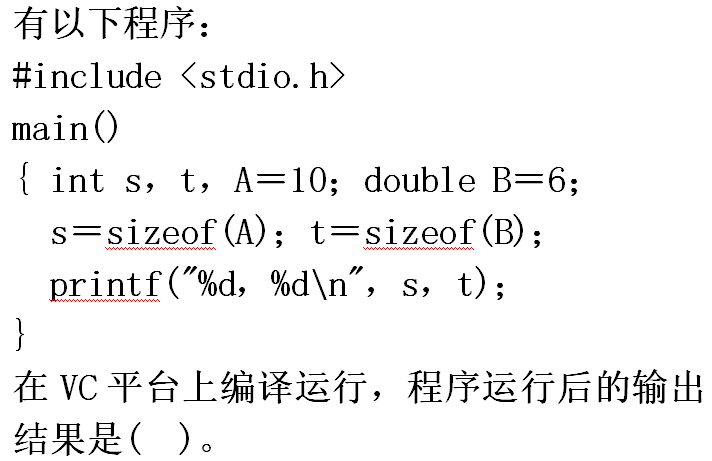 有以下程序：
#include <stdio.h>
main()
{ int s，t，A＝10；double B＝6；
s＝sizeof(A)；t＝sizeof(B)；
printf("%d，%d\n"，s，t)；
}
在 VC 平台上编译运行，程序运行后的输出
结果是(  )。